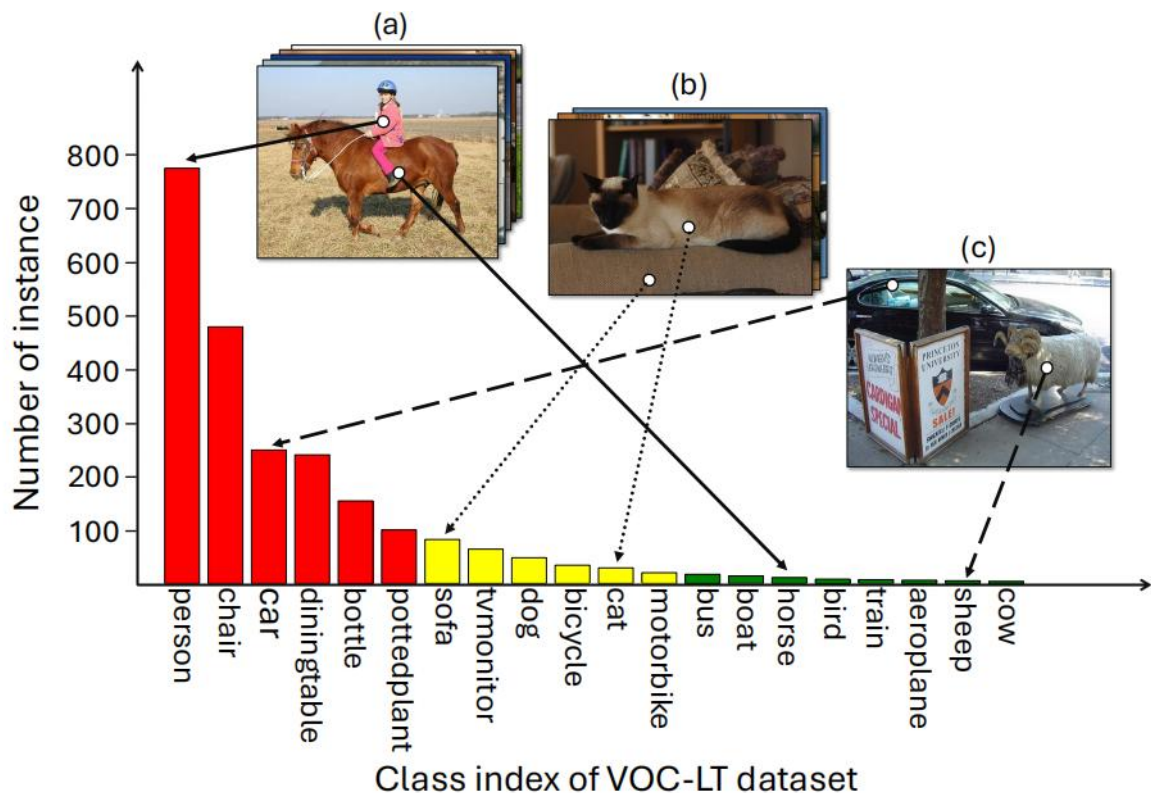 (a)
(b)
(c)
800
700
600
500
400
300
200
100
Number of instance
CARDIGAN
SPECIAL
PRINCETON
UNIVERSITY
SALE!
person
chair
car
diningtable
bottle
pottedplant
sofa
tvmonitor
dog
bicycle
cat
motorbike
bus
boat
horse
bird
train
aeroplane
sheep
cow
Class index of VOC-LT dataset